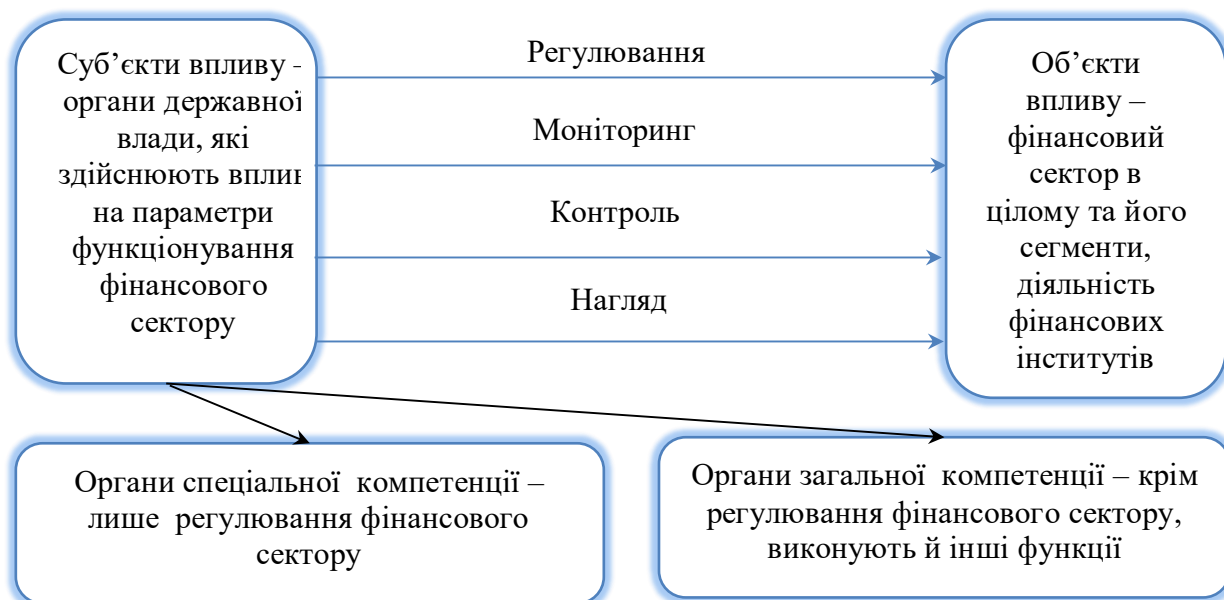 Суб’єкти впливу –
органи державної
влади, які
здійснюють вплив
на параметри
функціонування
фінансового
сектору
Регулювання
Моніторинг
Контроль
Нагляд
Об’єкти
впливу –
фінансовий
сектор в
цілому та його
сегменти,
діяльність
фінансових
інститутів
Органи спеціальної компетенції –
лише регулювання фінансового
сектору
Органи загальної компетенції – крім
регулювання фінансового сектору,
виконують й інші функції